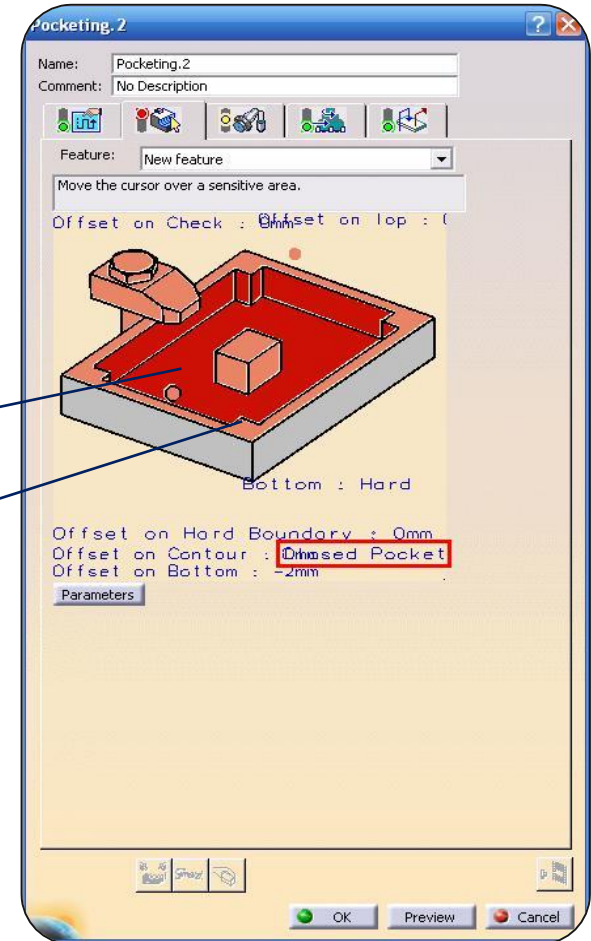 Pocketing.2
Name: Pocketing.2
Comment: No Description
Feature: New feature
Move the cursor over a sensitive area.
Offset on Check : 0mm
Offset on Top : 0
Bottom : Hard
Offset on Hard Boundary : 0mm
Offset on Contour : 0mm
Closed Pocket
Offset on Bottom : -2mm
Parameters
OK Preview Cancel